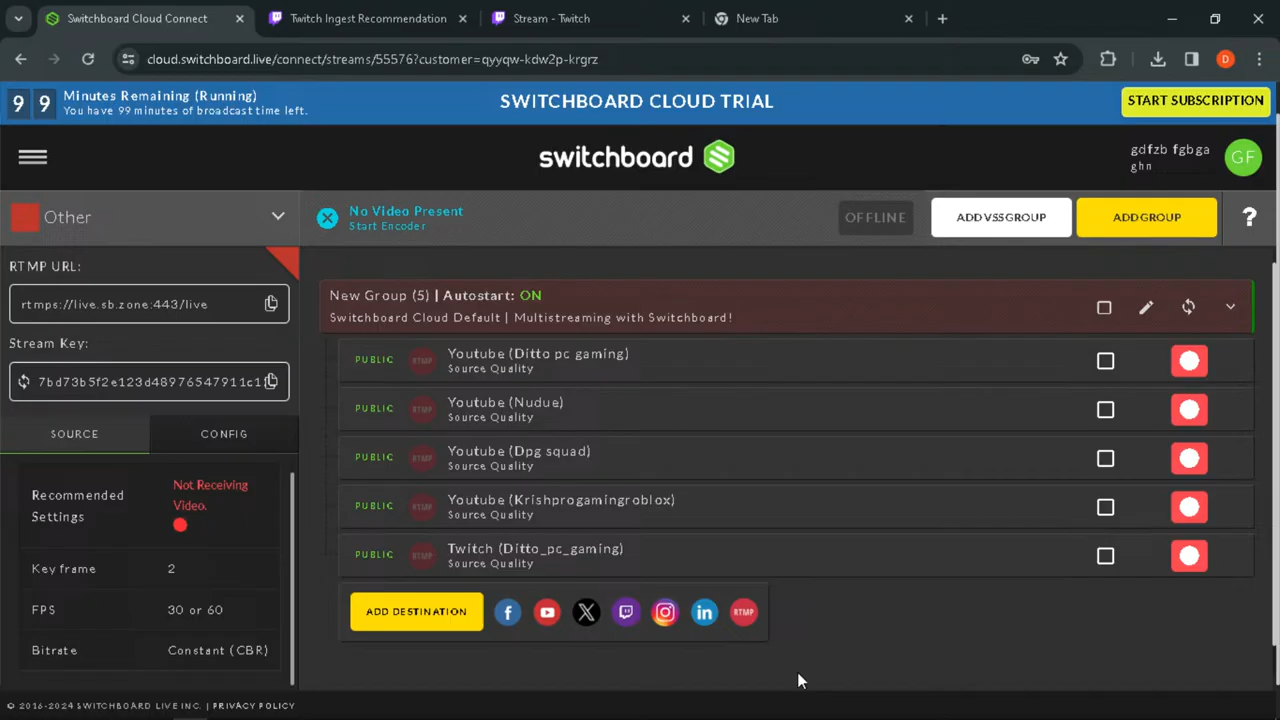 Switchboard Cloud Connect
Twitch Ingest Recommendation
Stream - Twitch
New Tab
cloud.switchboard.live/connect/streams/55576?customer=qyyqw-kdw2p-krgrz
D
9 9
Minutes Remaining (Running)
You have 99 minutes of broadcast time left.
SWITCHBOARD CLOUD TRIAL
START SUBSCRIPTION
switchboard
gdfzb fgbga
ghn
GF
Other
No Video Present
Start Encoder
OFFLINE
ADD VSS GROUP
ADD GROUP
?
RTMP URL:
rtmps://live.sb.zone:443/live
Stream Key:
7bd73b5f2e123d48976547911c1
SOURCE
CONFIG
Recommended
Settings
Not Receiving
Video.
Key frame
2
FPS
30 or 60
Bitrate
Constant (CBR)
New Group (5) | Autostart: ON
Switchboard Cloud Default | Multistreaming with Switchboard!
PUBLIC
RTMP
Youtube (Ditto pc gaming)
Source Quality
PUBLIC
RTMP
Youtube (Nudue)
Source Quality
PUBLIC
RTMP
Youtube (Dpg squad)
Source Quality
PUBLIC
RTMP
Youtube (Krishprogamingroblox)
Source Quality
PUBLIC
RTMP
Twitch (Ditto_pc_gaming)
Source Quality
ADD DESTINATION
RTMP
© 2016-2024 SWITCHBOARD LIVE INC. | PRIVACY POLICY